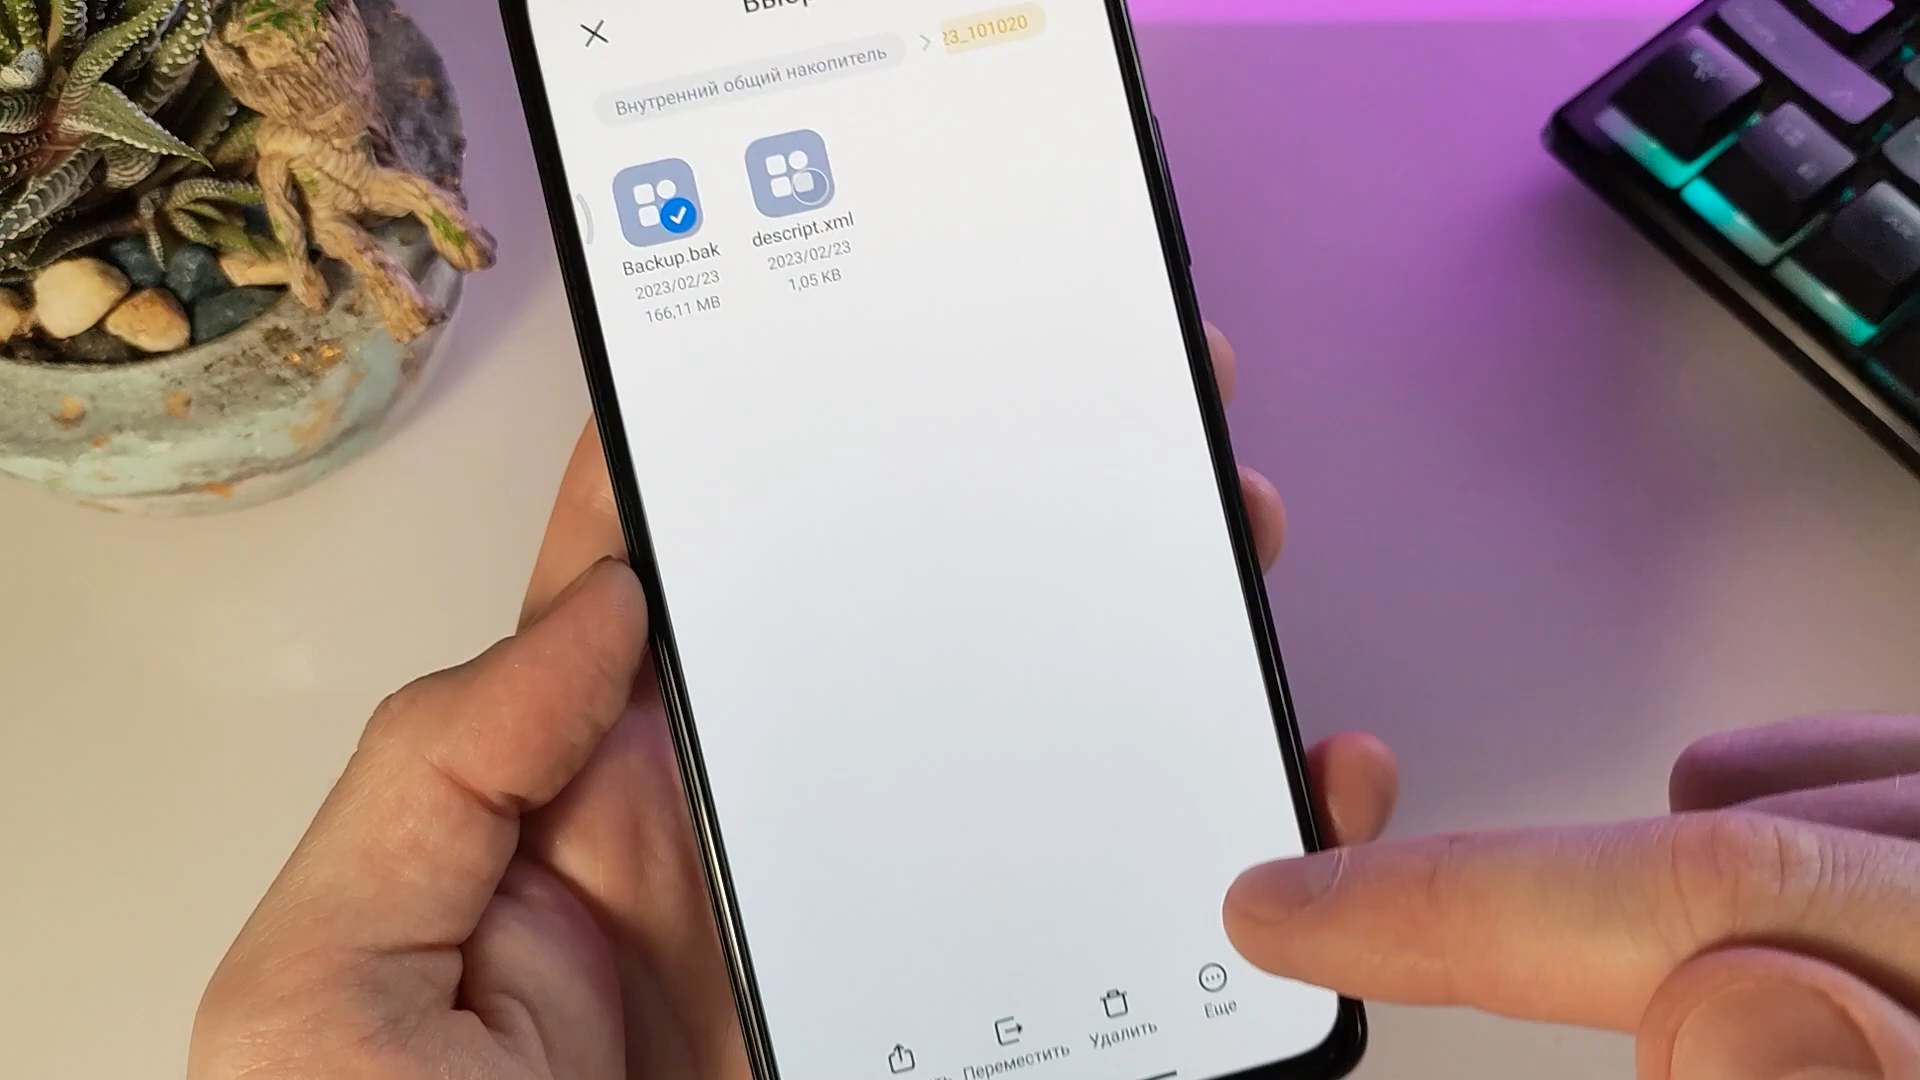 Внутренний общий накопитель
23_101020
Backup.bak
2023/02/23
166,11 MB
descript.xml
2023/02/23
1,05 KB
Переместить
Удалить
Еще